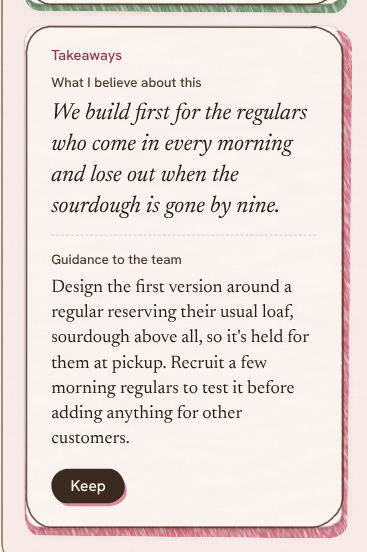 Takeaways
What I believe about this
We build first for the regulars
who come in every morning
and lose out when the
sourdough is gone by nine.
Guidance to the team
Design the first version around a
regular reserving their usual loaf,
sourdough above all, so it's held for
them at pickup. Recruit a few
morning regulars to test it before
adding anything for other
customers.
Keep